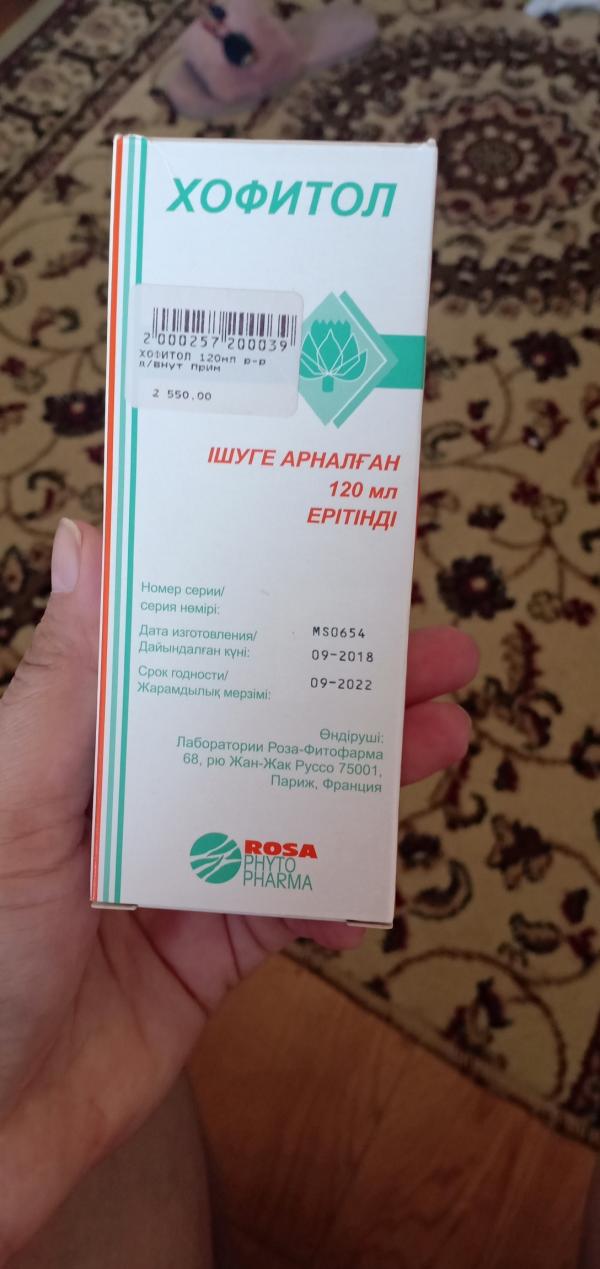 ХОФИТОЛ
2 000257 200039
ХОФИТОЛ 120мл р-р
д/внут прим
2 550.00
ІШУГЕ АРНАЛҒАН
120 мл
ЕРІТІНДІ
Номер серии/
серия нөмірі:
MS0654
Дата изготовления/
Дайындалған күні:
09-2018
Срок годности/
Жарамдылық мерзімі:
09-2022
Өндіруші:
Лаборатории Роза-Фитофарма
68, рю Жан-Жак Руссо 75001,
Париж, Франция
ROSA
PHYTO
PHARMA